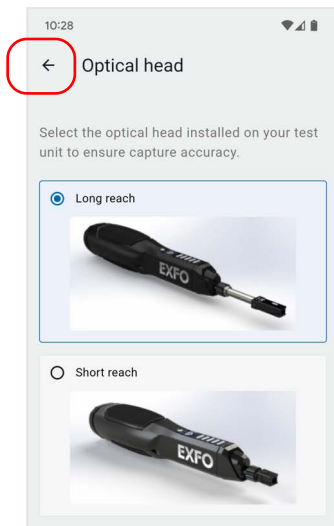 10:28
Optical head
Select the optical head installed on your test
unit to ensure capture accuracy.
Long reach
EXFO
Short reach
EXFO